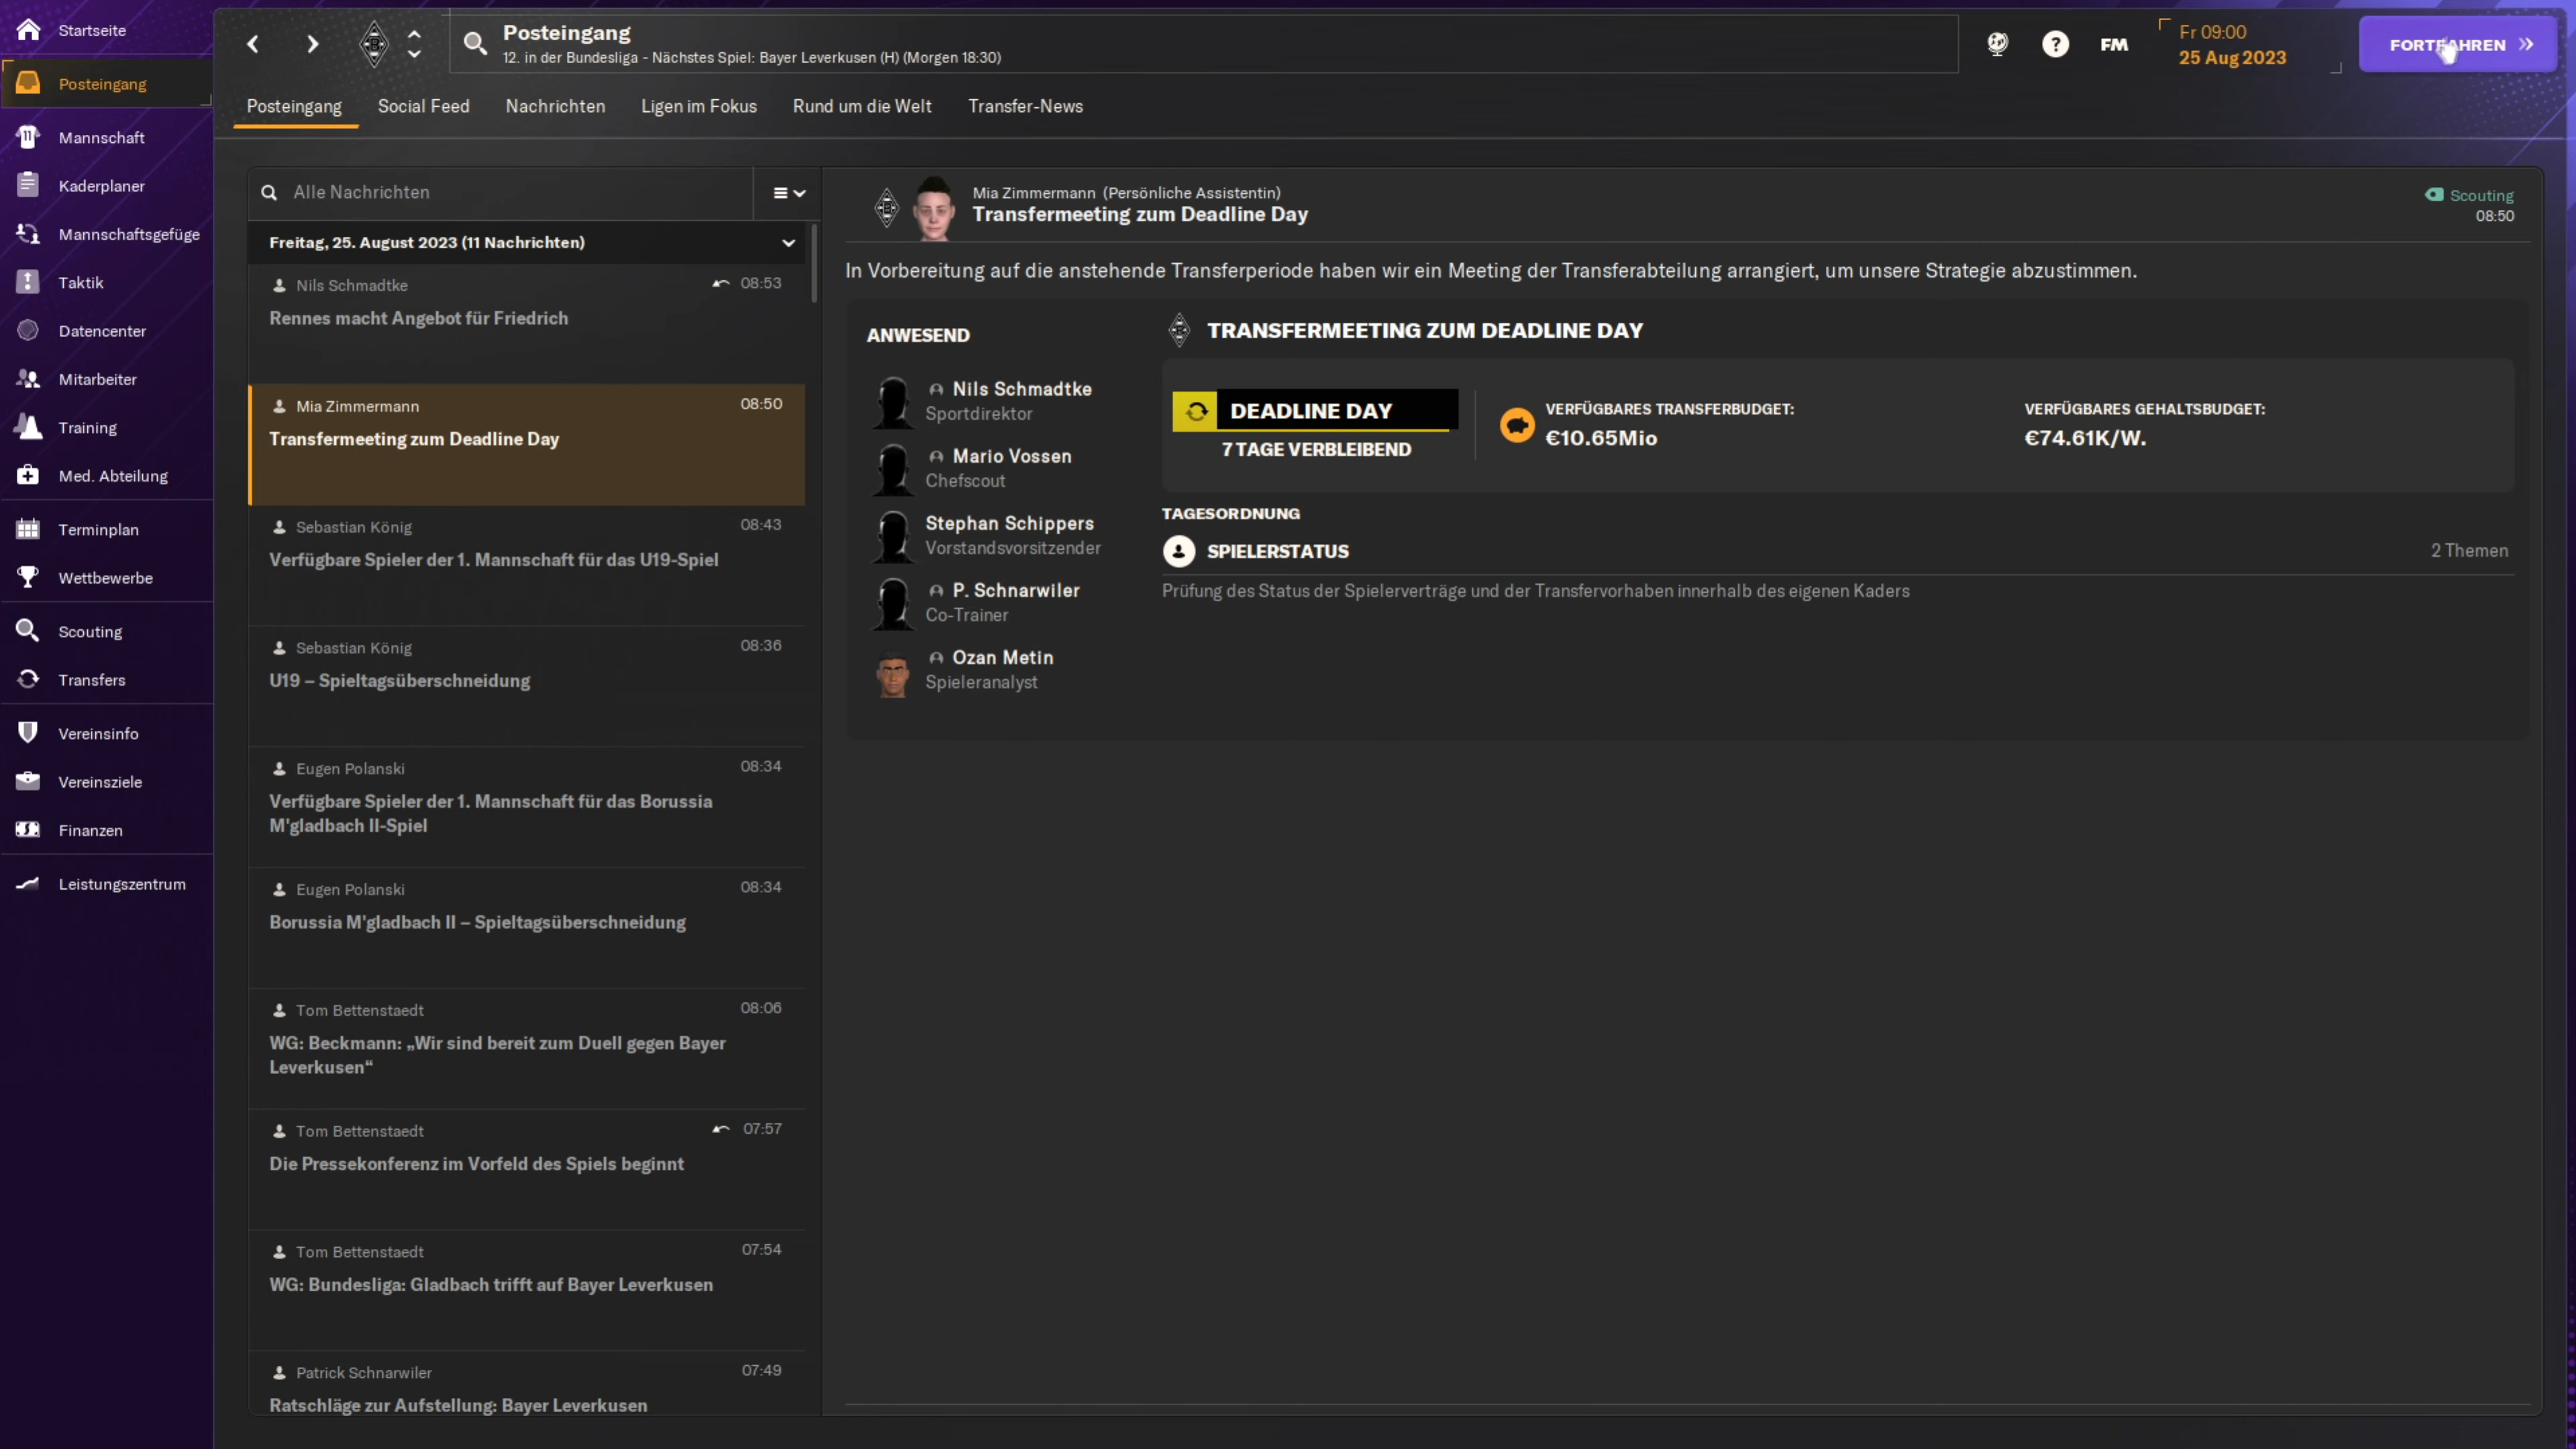 Startseite
Posteingang
Mannschaft
Kaderplaner
Mannschaftsgefüge
Taktik
Datencenter
Mitarbeiter
Training
Med. Abteilung
Terminplan
Wettbewerbe
Scouting
Transfers
Vereinsinfo
Vereinsziele
Finanzen
Leistungszentrum
Posteingang
12. in der Bundesliga - Nächstes Spiel: Bayer Leverkusen (H) (Morgen 18:30)
FM
Fr 09:00
25 Aug 2023
FORTFAHREN
Posteingang Social Feed Nachrichten Ligen im Fokus Rund um die Welt Transfer-News
Alle Nachrichten
Freitag, 25. August 2023 (11 Nachrichten)
Nils Schmadtke 08:53
Rennes macht Angebot für Friedrich
Mia Zimmermann 08:50
Transfermeeting zum Deadline Day
Sebastian König 08:43
Verfügbare Spieler der 1. Mannschaft für das U19-Spiel
Sebastian König 08:36
U19 – Spieltagsüberschneidung
Eugen Polanski 08:34
Verfügbare Spieler der 1. Mannschaft für das Borussia
M'gladbach II-Spiel
Eugen Polanski 08:34
Borussia M'gladbach II – Spieltagsüberschneidung
Tom Bettenstaedt 08:06
WG: Beckmann: „Wir sind bereit zum Duell gegen Bayer
Leverkusen“
Tom Bettenstaedt 07:57
Die Pressekonferenz im Vorfeld des Spiels beginnt
Tom Bettenstaedt 07:54
WG: Bundesliga: Gladbach trifft auf Bayer Leverkusen
Patrick Schnarwiler 07:49
Ratschläge zur Aufstellung: Bayer Leverkusen
Mia Zimmermann (Persönliche Assistentin)
Transfermeeting zum Deadline Day
Scouting
08:50
In Vorbereitung auf die anstehende Transferperiode haben wir ein Meeting der Transferabteilung arrangiert, um unsere Strategie abzustimmen.
ANWESEND
Nils Schmadtke
Sportdirektor
Mario Vossen
Chefscout
Stephan Schippers
Vorstandsvorsitzender
P. Schnarwiler
Co-Trainer
Ozan Metin
Spieleranalyst
TRANSFERMEETING ZUM DEADLINE DAY
DEADLINE DAY
7 TAGE VERBLEIBEND
VERFÜGBARES TRANSFERBUDGET:
€10.65Mio
VERFÜGBARES GEHALTSBUDGET:
€74.61K/W.
TAGESORDNUNG
SPIELERSTATUS 2 Themen
Prüfung des Status der Spielerverträge und der Transfervorhaben innerhalb des eigenen Kaders